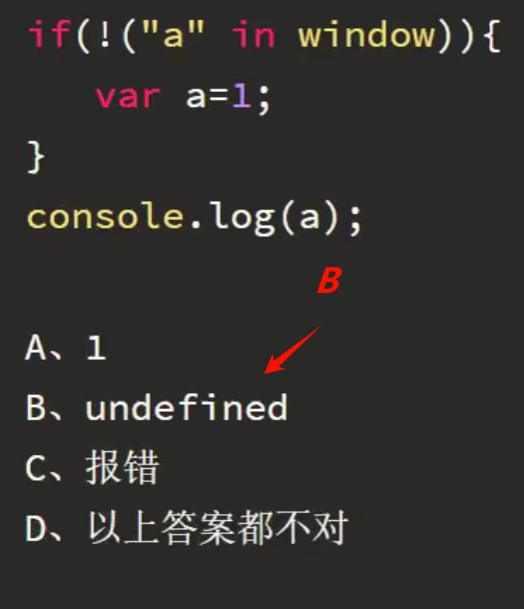 if(!("a" in window)){
    var a=1;
}
console.log(a);
B
A、1
B、undefined
C、报错
D、以上答案都不对